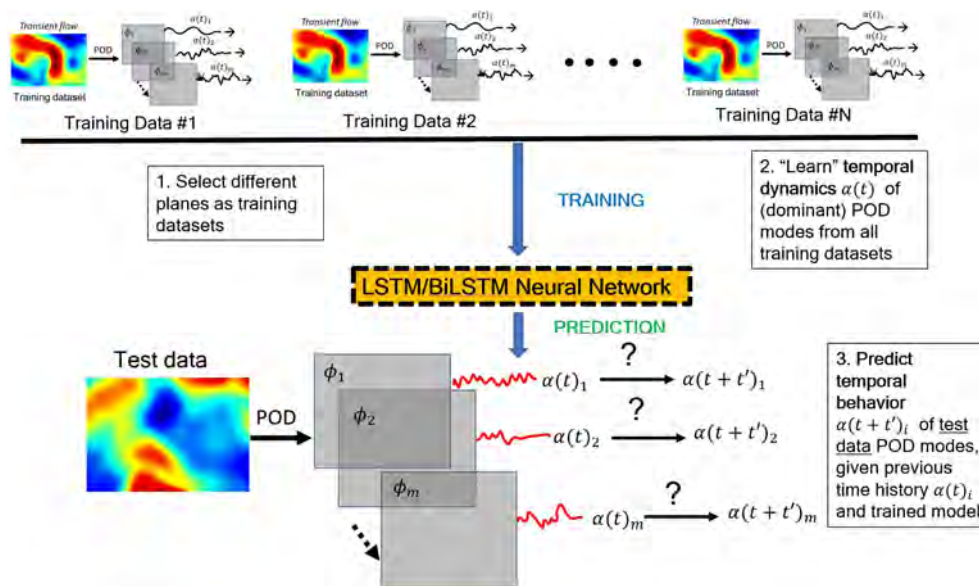 Transient flow
POD
ϕ₁
ϕₘ
α(t)₁
α(t)₂
α(t)ₘ
Training dataset
Training Data #1
Transient flow
POD
α(t)₁
α(t)₂
α(t)ₘ
Training dataset
Training Data #2
Transient flow
POD
ϕ₁
α(t)₁
α(t)₂
Training dataset
Training Data #N
1. Select different
planes as training
datasets
TRAINING
2. “Learn” temporal
dynamics α(t) of
(dominant) POD
modes from all
training datasets
LSTM/BiLSTM Neural Network
PREDICTION
Test data
POD
ϕ₁
ϕ₂
ϕₘ
α(t)₁
?
α(t + t′)₁
α(t)₂
?
α(t + t′)₂
α(t)ₘ
?
α(t + t′)ₘ
3. Predict
temporal
behavior
α(t + t′)ᵢ of test
data POD modes,
given previous
time history α(t)ᵢ
and trained model